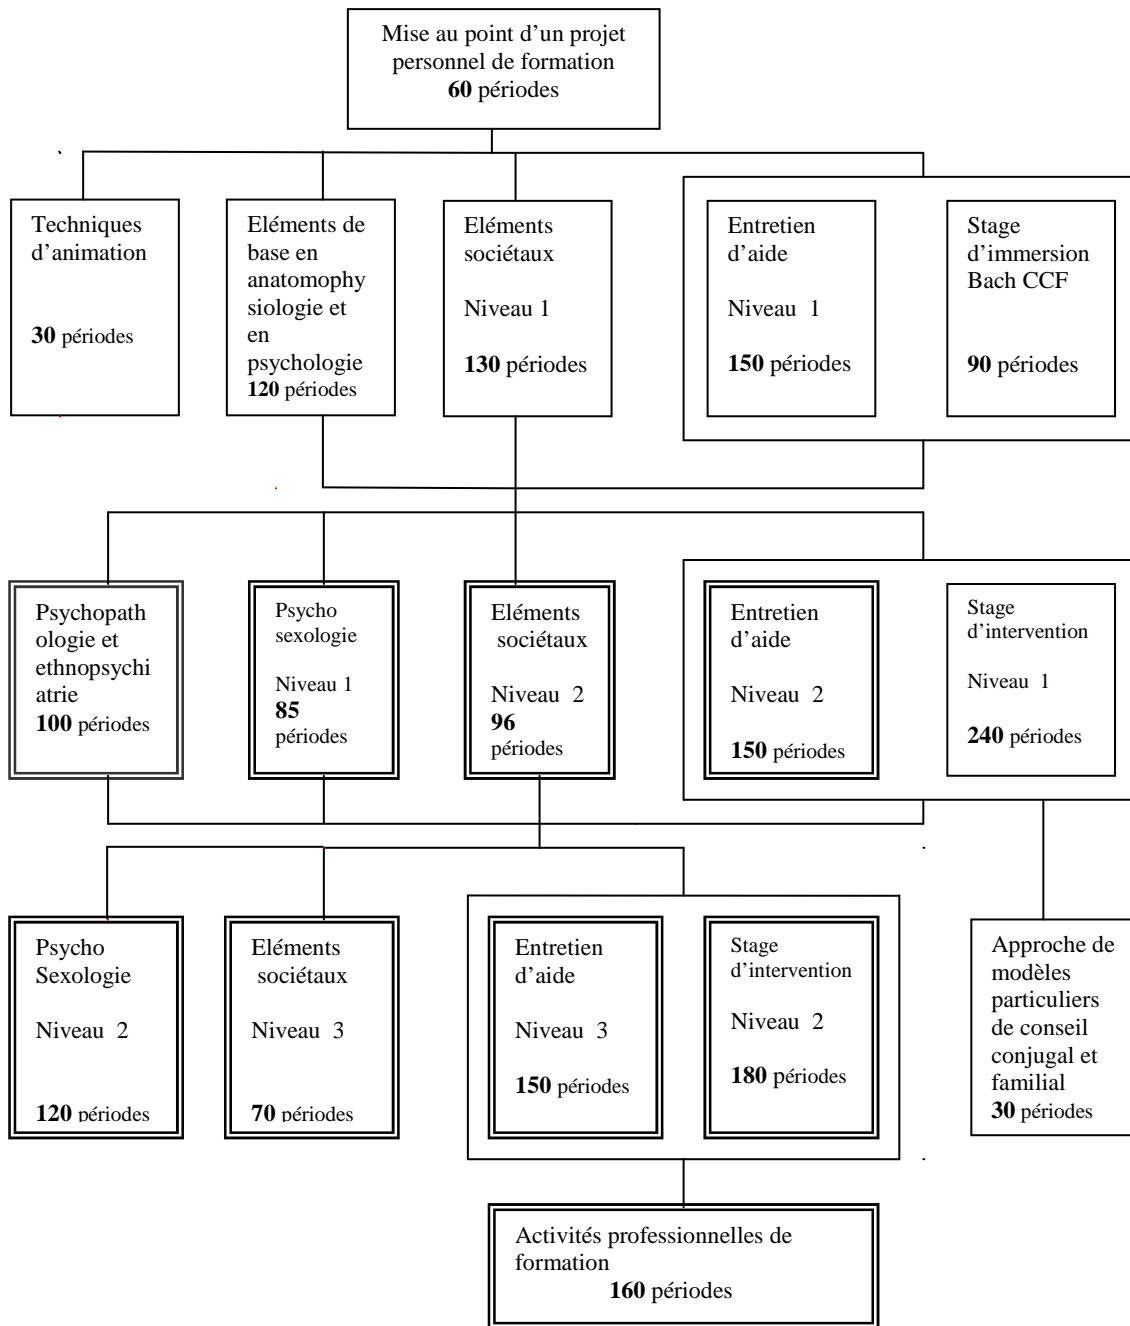 Mise au point d’un projet
personnel de formation
60 périodes
Techniques
d’animation
30 périodes
Eléments de
base en
anatomophy
siologie et
en
psychologie
120 périodes
Eléments
sociétaux
Niveau 1
130 périodes
Entretien
d’aide
Niveau 1
150 périodes
Stage
d’immersion
Bach CCF
90 périodes
Psychopath
ologie et
ethnopsychi
atrie
100 périodes
Psycho
sexologie
Niveau 1
85
périodes
Eléments
sociétaux
Niveau 2
96
périodes
Entretien
d’aide
Niveau 2
150 périodes
Stage
d’intervention
Niveau 1
240 périodes
Psycho
Sexologie
Niveau 2
120 périodes
Eléments
sociétaux
Niveau 3
70 périodes
Entretien
d’aide
Niveau 3
150 périodes
Stage
d’intervention
Niveau 2
180 périodes
Approche de
modèles
particuliers
de conseil
conjugal et
familial
30 périodes
Activités professionnelles de
formation
160 périodes